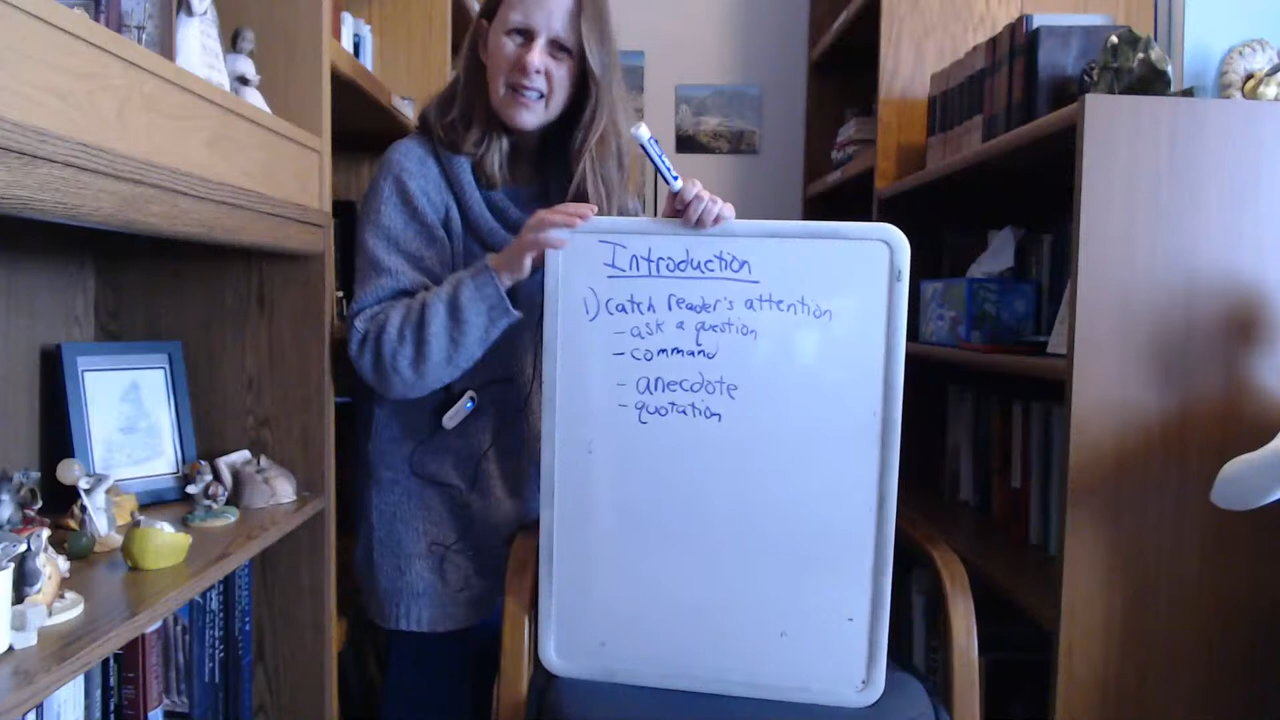 Introduction
1) catch reader's attention
- ask a question
- command
- anecdote
- quotation